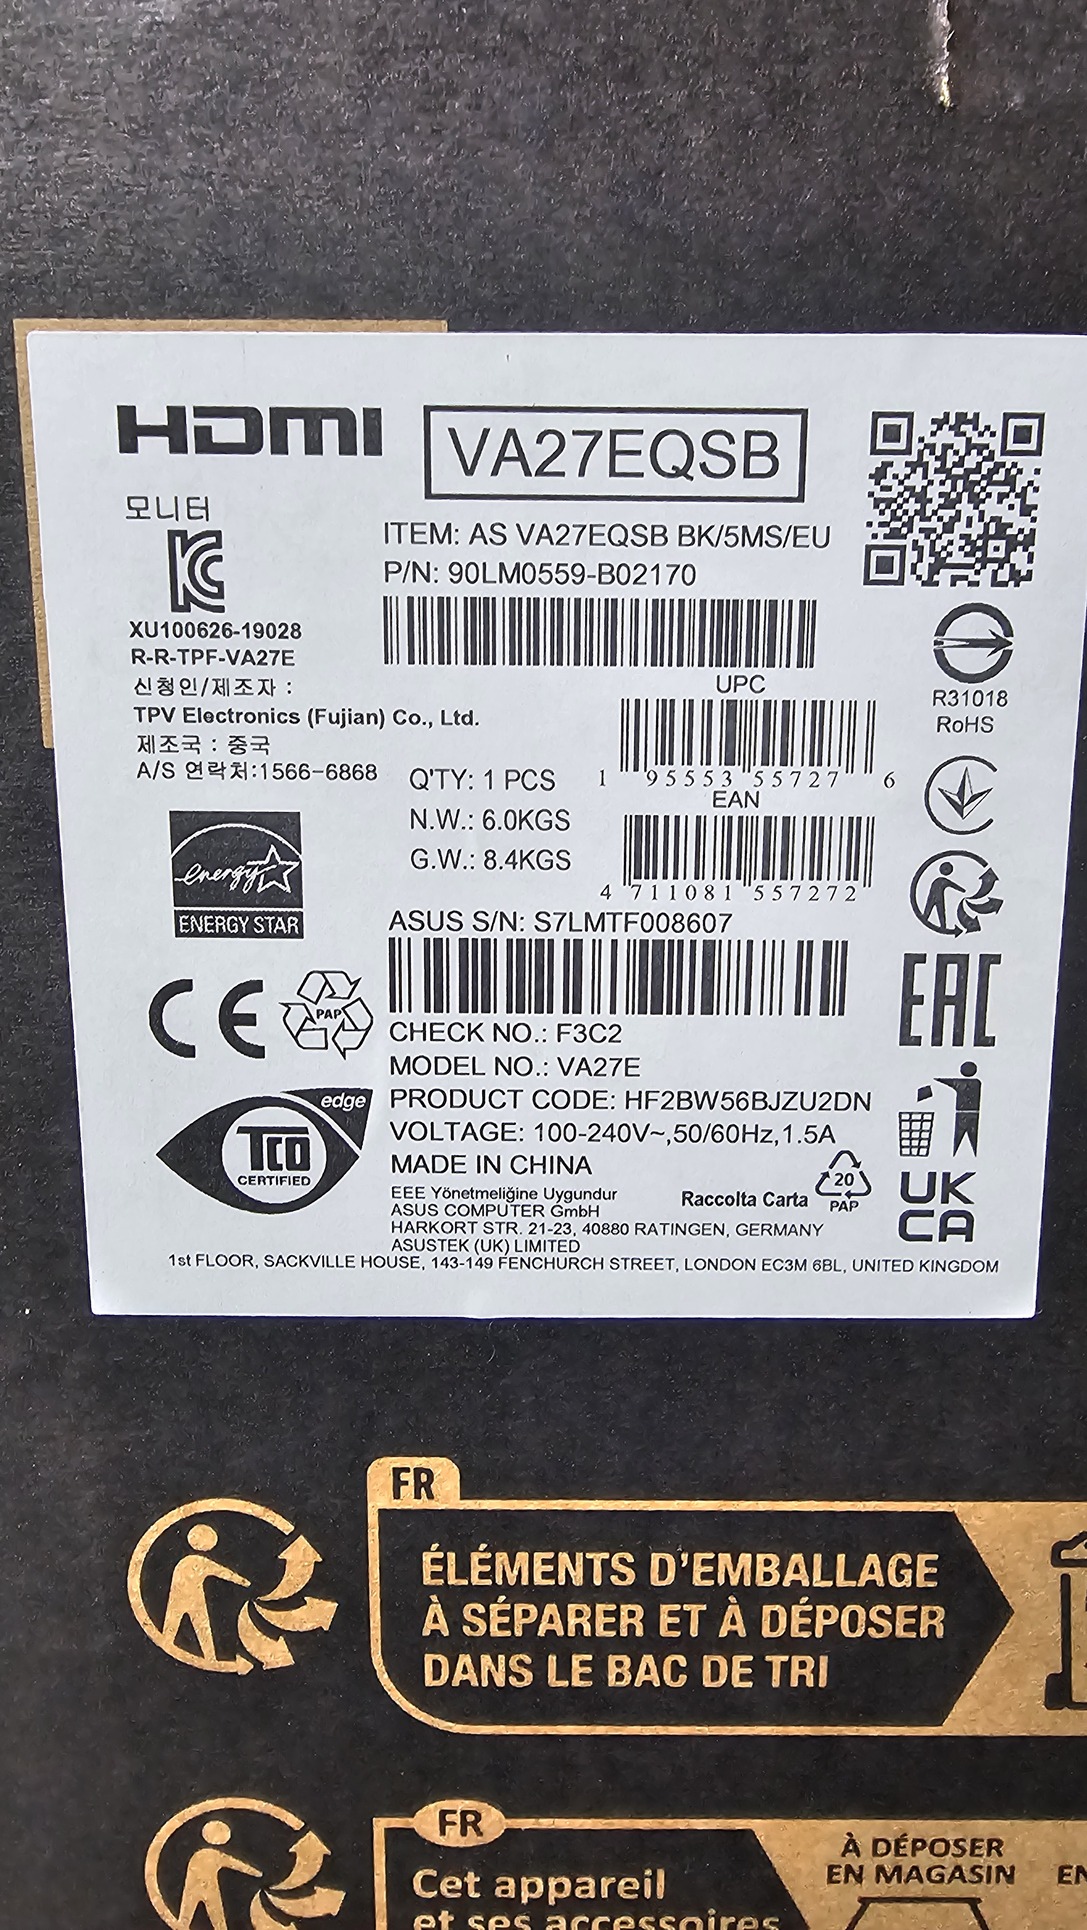 HDMI
VA27EQSB
모니터
ITEM: AS VA27EQSB BK/5MS/EU
P/N: 90LM0559-B02170
XU100626-19028
R-R-TPF-VA27E
신청인/제조자 :
TPV Electronics (Fujian) Co., Ltd.
제조국 : 중국
A/S 연락처:1566-6868
UPC
1 95553 55727 6
EAN
4 711081 557272
Q'TY: 1 PCS
N.W.: 6.0KGS
G.W.: 8.4KGS
R31018
RoHS
energy
ENERGY STAR
ASUS S/N: S7LMTF008607
CE
PAP
EAC
CHECK NO.: F3C2
MODEL NO.: VA27E
PRODUCT CODE: HF2BW56BJZU2DN
VOLTAGE: 100-240V~,50/60Hz,1.5A
MADE IN CHINA
edge
TCO
CERTIFIED
EEE Yönetmeliğine Uygundur
ASUS COMPUTER GmbH
HARKORT STR. 21-23, 40880 RATINGEN, GERMANY
ASUSTEK (UK) LIMITED
1st FLOOR, SACKVILLE HOUSE, 143-149 FENCHURCH STREET, LONDON EC3M 6BL, UNITED KINGDOM
Raccolta Carta
20
PAP
UK
CA
FR
ÉLÉMENTS D'EMBALLAGE
À SÉPARER ET À DÉPOSER
DANS LE BAC DE TRI
FR
Cet appareil
et ses accessoires
À DÉPOSER
EN MAGASIN